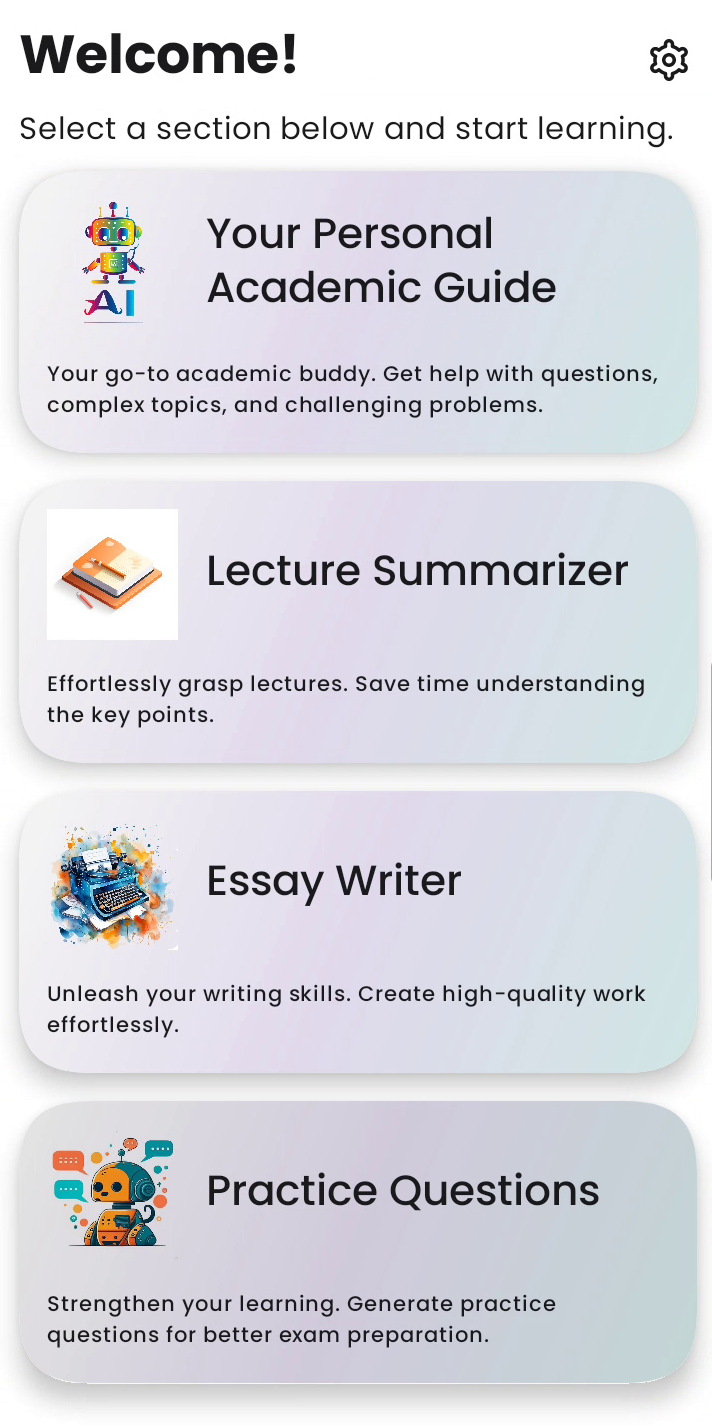 Welcome!
Select a section below and start learning.
AI
Your Personal
Academic Guide
Your go-to academic buddy. Get help with questions,
complex topics, and challenging problems.
Lecture Summarizer
Effortlessly grasp lectures. Save time understanding
the key points.
Essay Writer
Unleash your writing skills. Create high-quality work
effortlessly.
Practice Questions
Strengthen your learning. Generate practice
questions for better exam preparation.